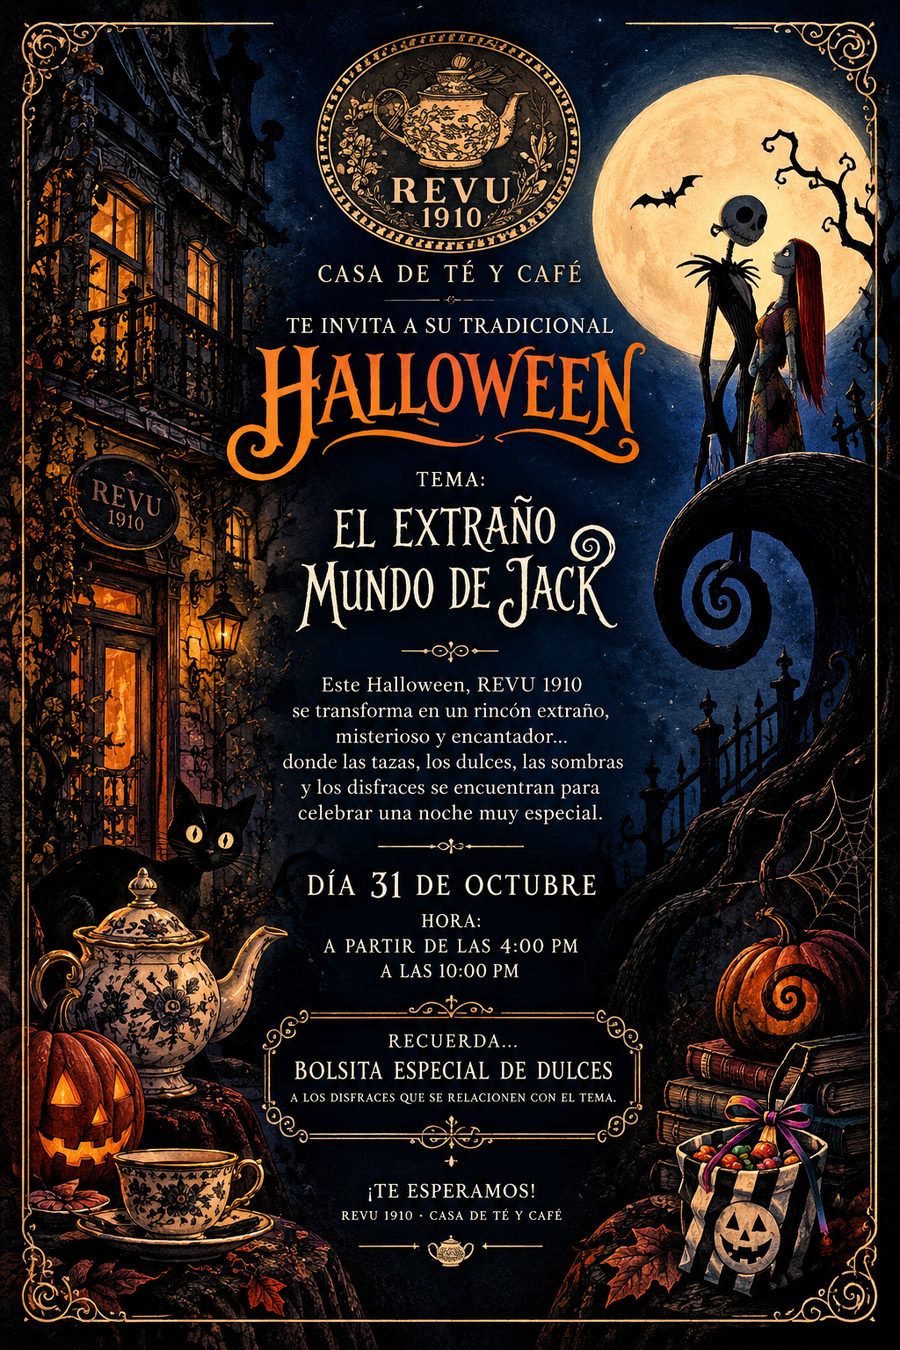 REVU
1910
CASA DE TÉ Y CAFÉ
TE INVITA A SU TRADICIONAL
HALLOWEEN
TEMA:
EL EXTRAÑO
MUNDO DE JACK
REVU
1910
Este Halloween, REVU 1910
se transforma en un rincón extraño,
misterioso y encantador...
donde las tazas, los dulces, las sombras
y los disfraces se encuentran para
celebrar una noche muy especial.
DÍA 31 DE OCTUBRE
HORA:
A PARTIR DE LAS 4:00 PM
A LAS 10:00 PM
RECUERDA...
BOLSITA ESPECIAL DE DULCES
A LOS DISFRACES QUE SE RELACIONEN CON EL TEMA.
¡TE ESPERAMOS!
REVU 1910 · CASA DE TÉ Y CAFÉ